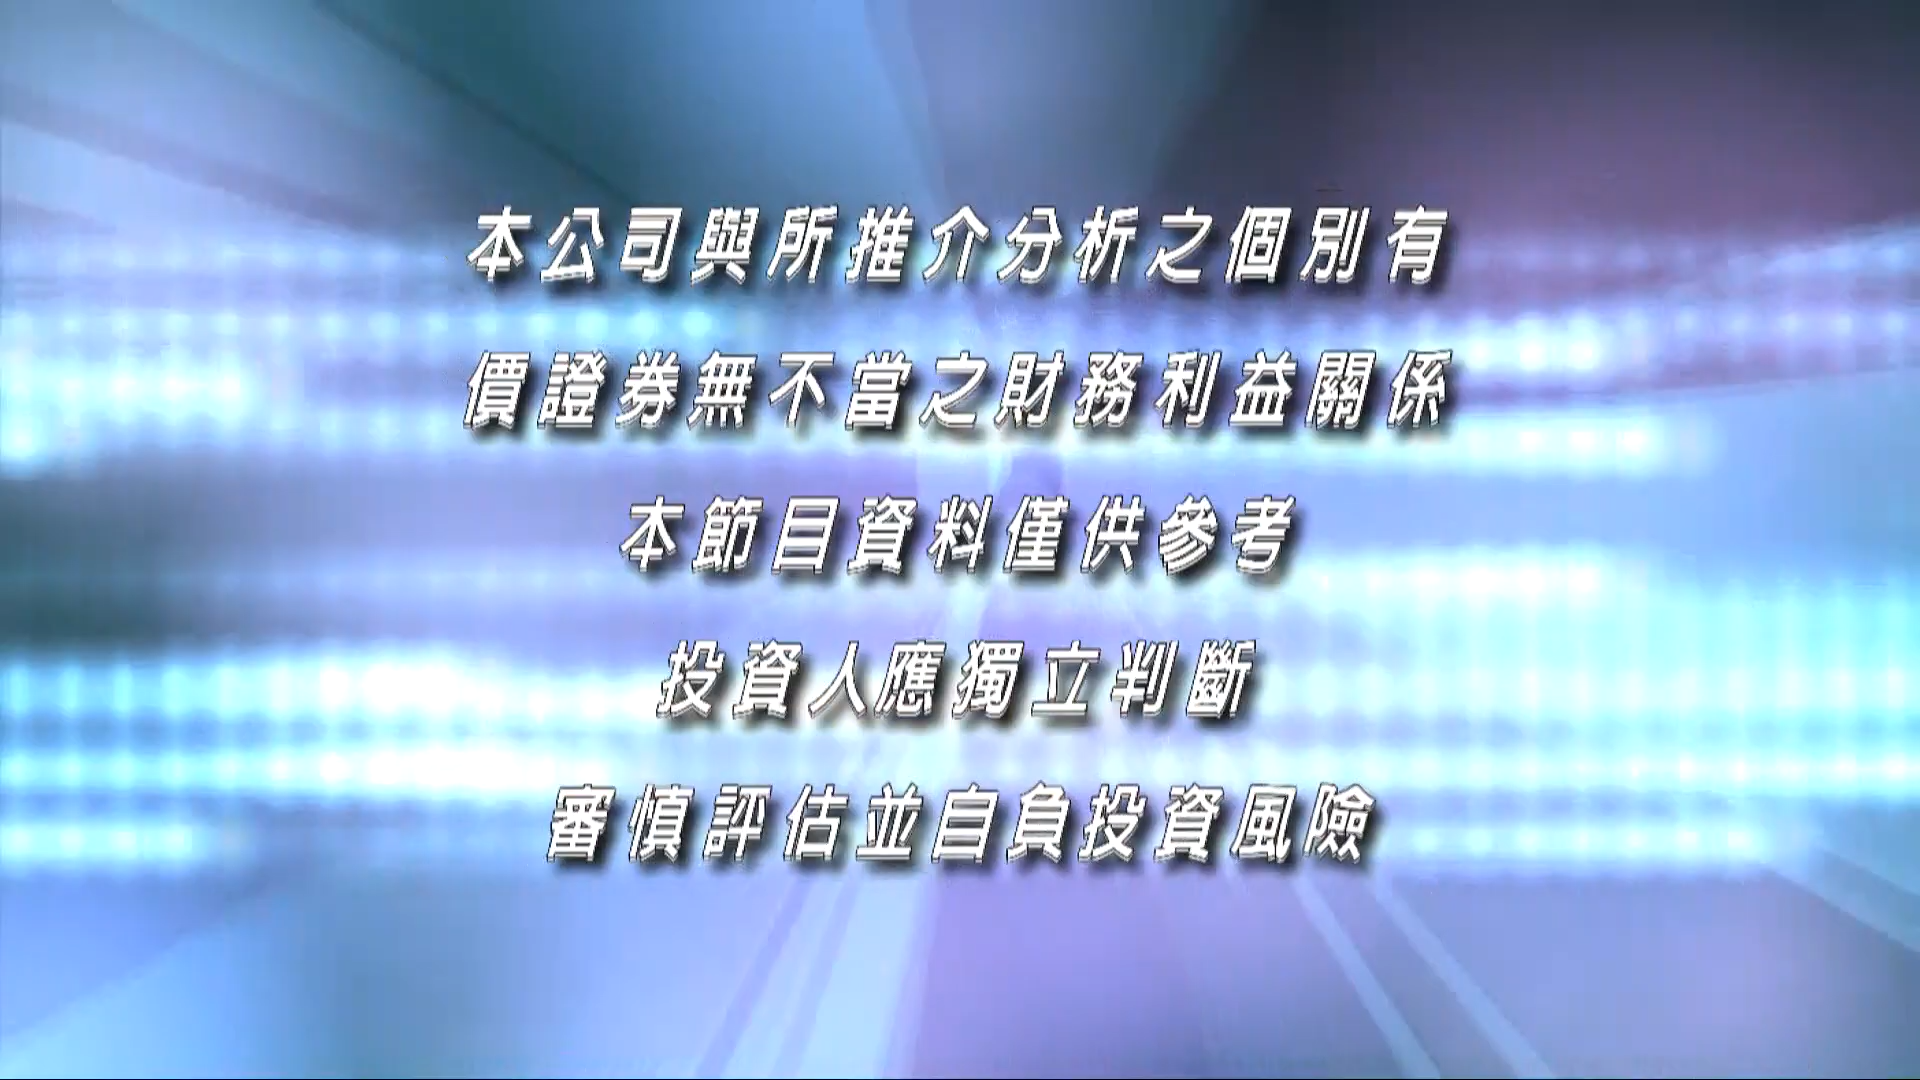 本公司與所推介分析之個別有
價證券無不當之財務利益關係
本節目資料僅供參考
投資人應獨立判斷
審慎評估並自負投資風險